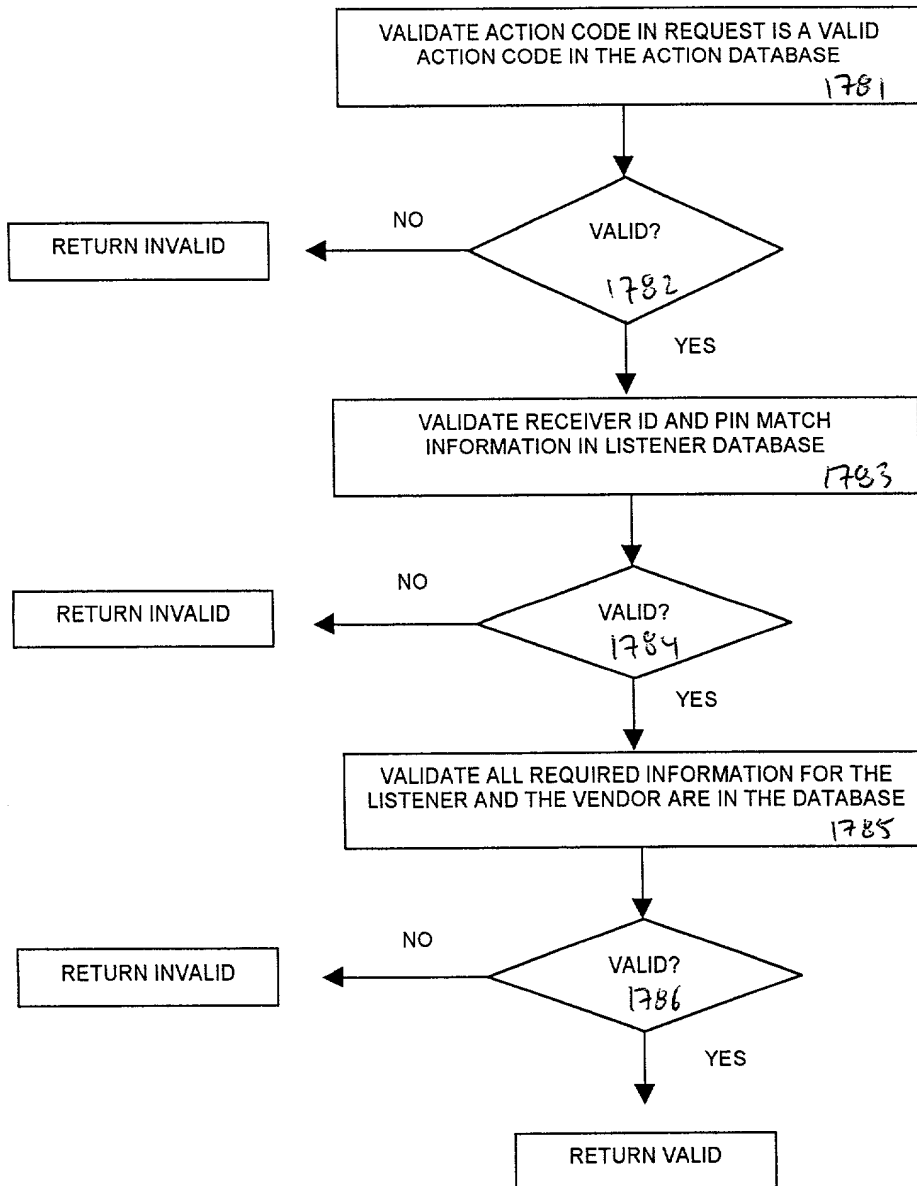 VALIDATE ACTION CODE IN REQUEST IS A VALID
ACTION CODE IN THE ACTION DATABASE
1781
NO
VALID?
RETURN INVALID
1782
YES
VALIDATE RECEIVER ID AND PIN MATCH
INFORMATION IN LISTENER DATABASE
1783
NO
VALID?
RETURN INVALID
1784
YES
VALIDATE ALL REQUIRED INFORMATION FOR THE
LISTENER AND THE VENDOR ARE IN THE DATABASE
1785
NO
VALID?
RETURN INVALID
1786
YES
RETURN VALID